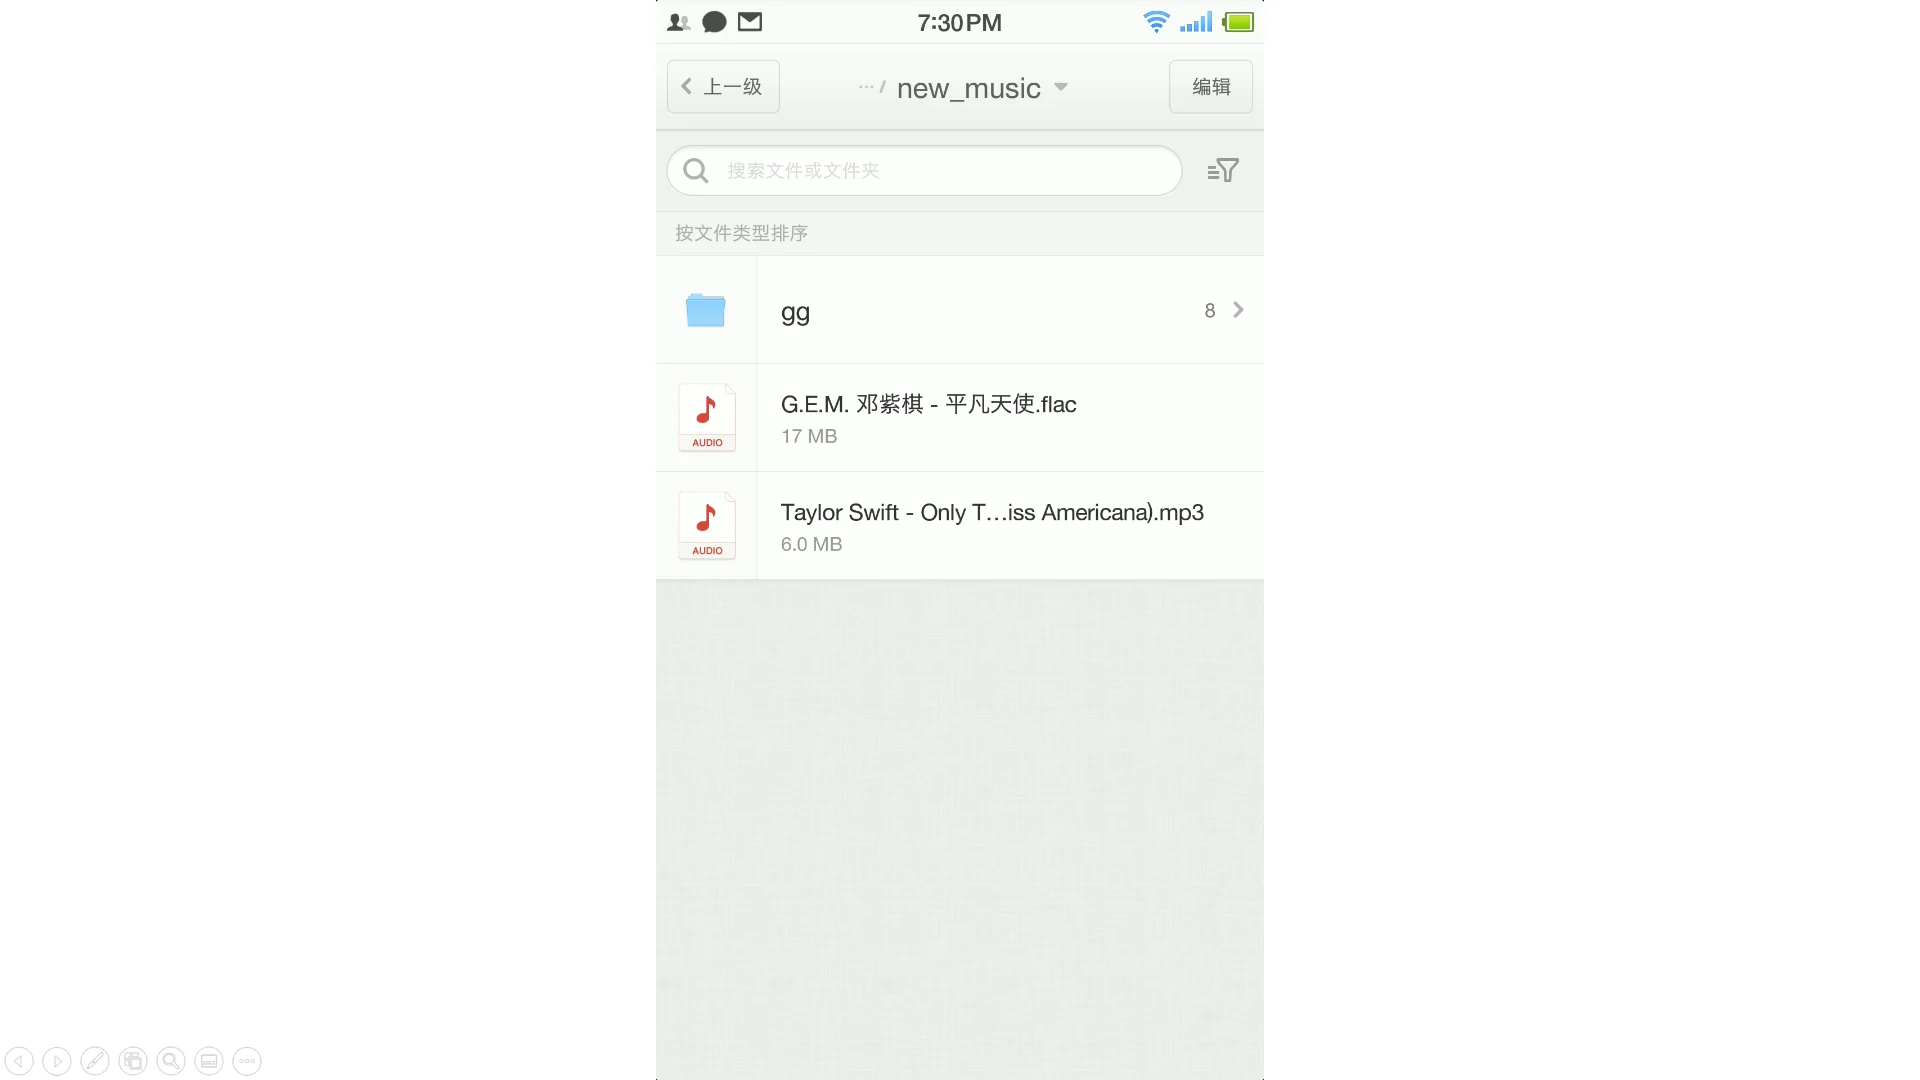 7:30 PM
上一级
··· / new_music
编辑
搜索文件或文件夹
按文件类型排序
gg
8
G.E.M. 邓紫棋 - 平凡天使.flac
17 MB
AUDIO
Taylor Swift - Only T...iss Americana).mp3
6.0 MB
AUDIO